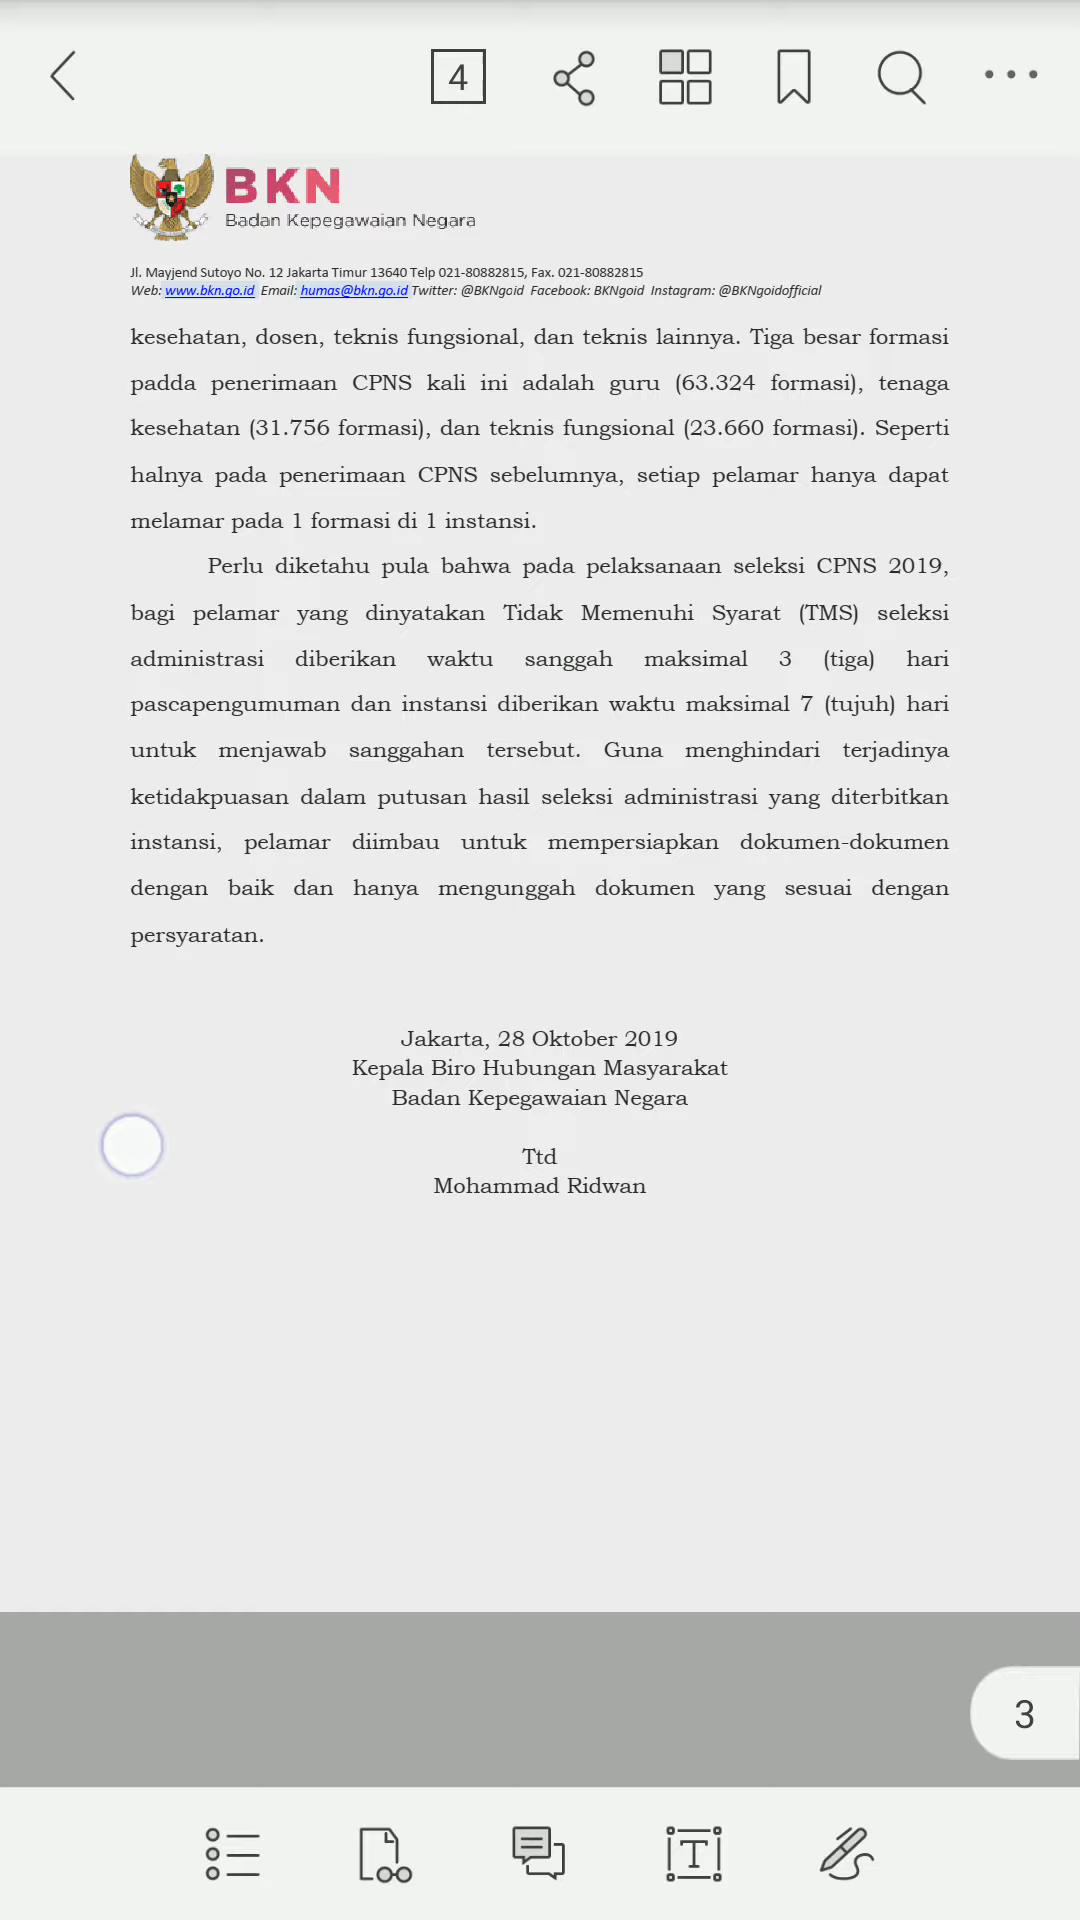 4
BKN
Badan Kepegawaian Negara
Jl. Mayjend Sutoyo No. 12 Jakarta Timur 13640 Telp 021-80882815, Fax. 021-80882815
Web: www.bkn.go.id Email: humas@bkn.go.id Twitter: @BKNgoid Facebook: BKNgoid Instagram: @BKNgoidofficial
kesehatan, dosen, teknis fungsional, dan teknis lainnya. Tiga besar formasi
padda penerimaan CPNS kali ini adalah guru (63.324 formasi), tenaga
kesehatan (31.756 formasi), dan teknis fungsional (23.660 formasi). Seperti
halnya pada penerimaan CPNS sebelumnya, setiap pelamar hanya dapat
melamar pada 1 formasi di 1 instansi.
Perlu diketahu pula bahwa pada pelaksanaan seleksi CPNS 2019,
bagi pelamar yang dinyatakan Tidak Memenuhi Syarat (TMS) seleksi
administrasi diberikan waktu sanggah maksimal 3 (tiga) hari
pascapengumuman dan instansi diberikan waktu maksimal 7 (tujuh) hari
untuk menjawab sanggahan tersebut. Guna menghindari terjadinya
ketidakpuasan dalam putusan hasil seleksi administrasi yang diterbitkan
instansi, pelamar diimbau untuk mempersiapkan dokumen-dokumen
dengan baik dan hanya mengunggah dokumen yang sesuai dengan
persyaratan.
Jakarta, 28 Oktober 2019
Kepala Biro Hubungan Masyarakat
Badan Kepegawaian Negara
Ttd
Mohammad Ridwan
3
T